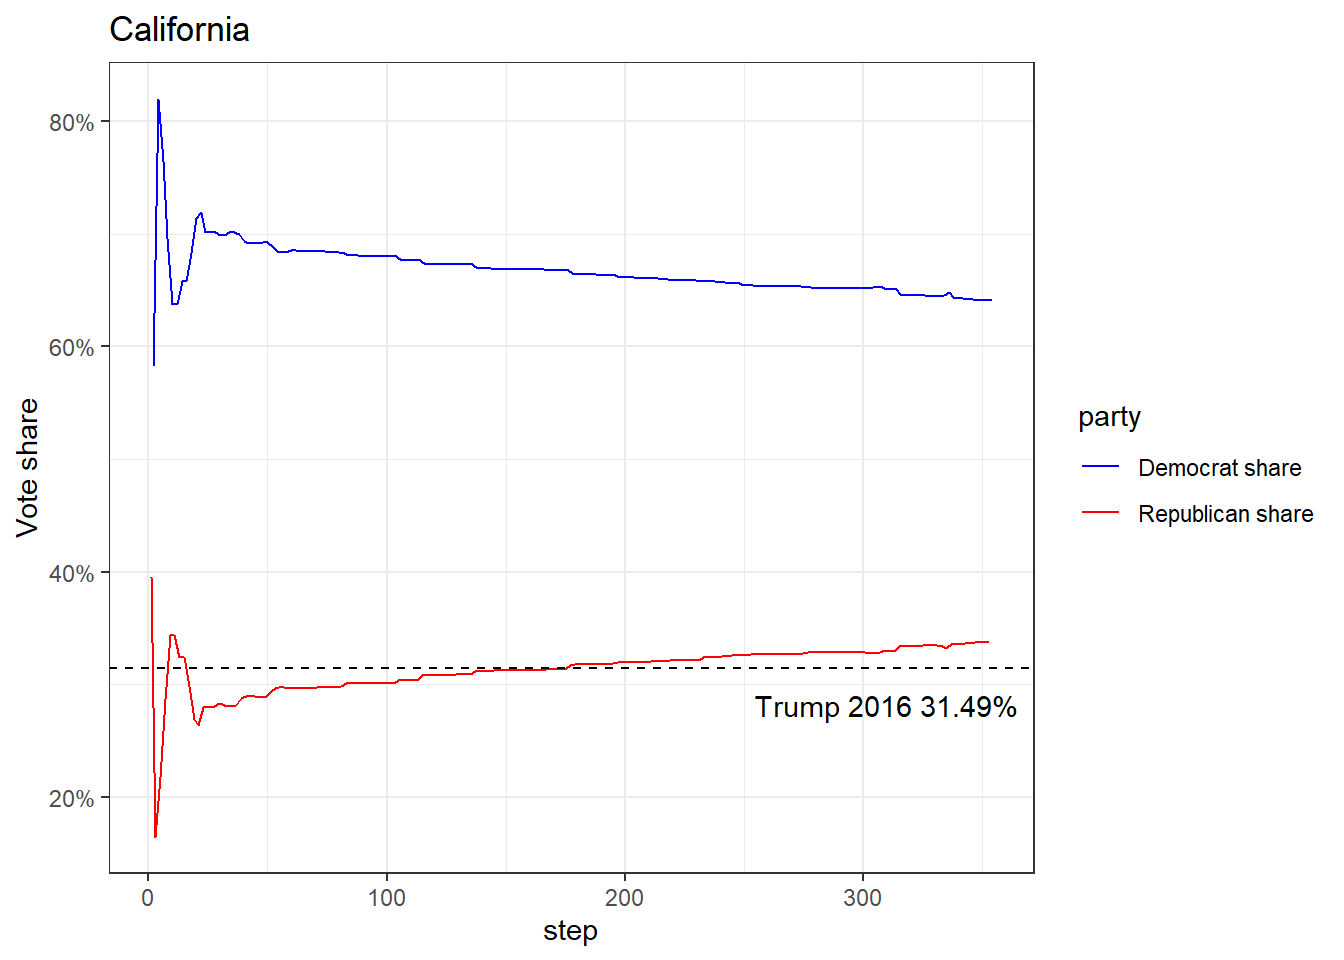 California
80%
60%
40%
20%
Vote share
Trump 2016 31.49%
0
100
200
300
step
party
Democrat share
Republican share